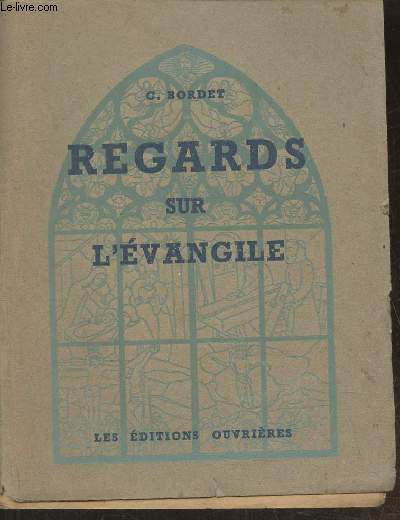 Le-livre.com
C. BORDET
REGARDS
SUR
L'ÉVANGILE
LES ÉDITIONS OUVRIÈRES